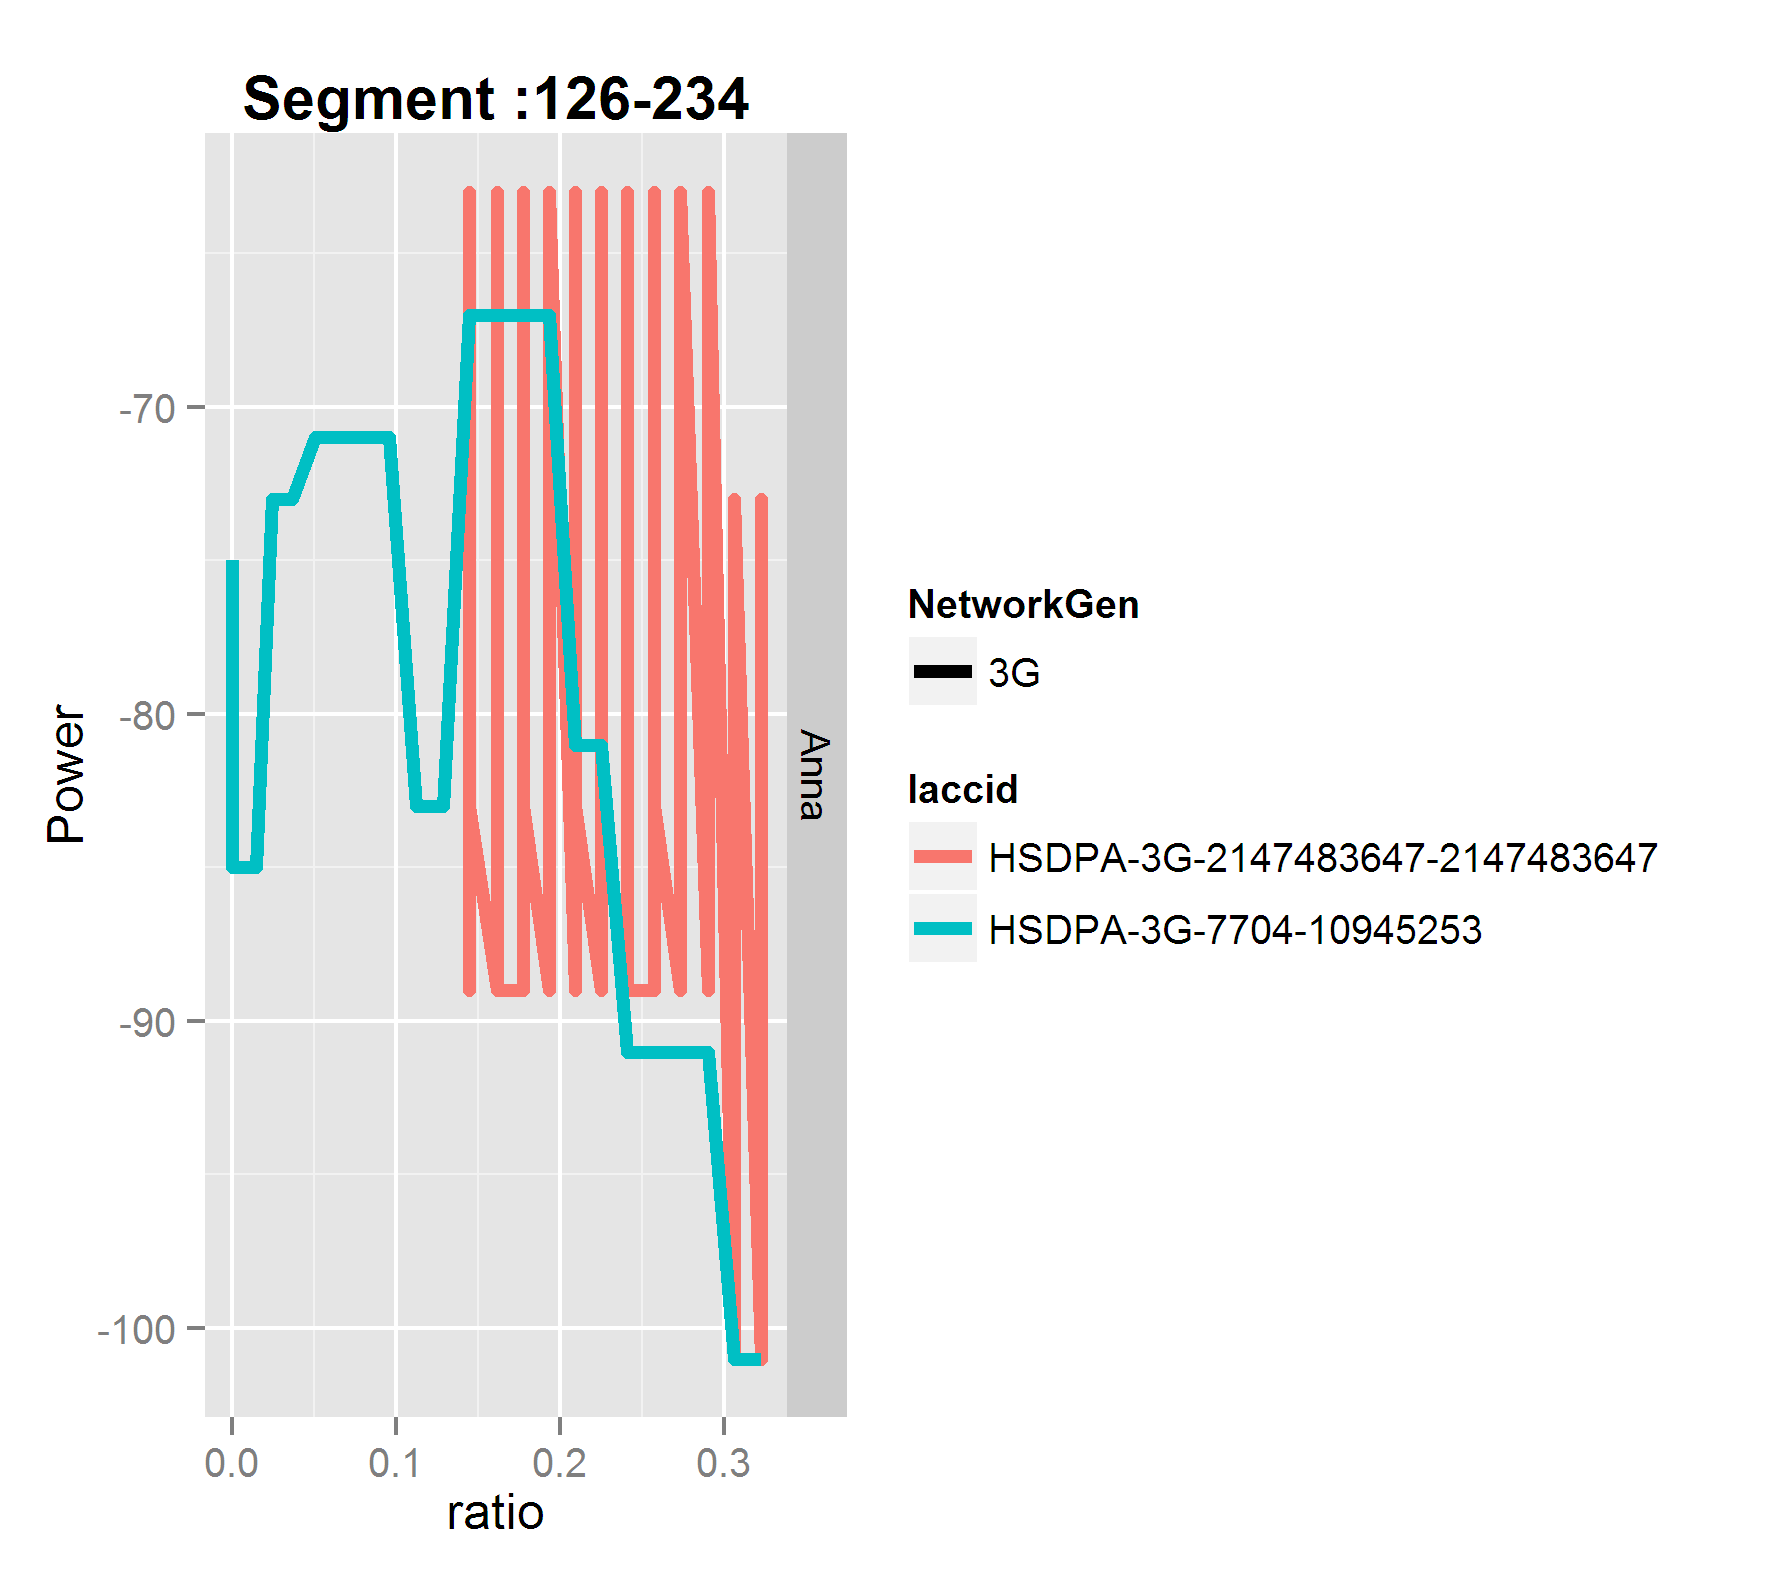 Segment :126-234
-70
-80
-90
-100
Power
0.0 0.1 0.2 0.3
ratio
Anna
NetworkGen
3G
laccid
HSDPA-3G-2147483647-2147483647
HSDPA-3G-7704-10945253